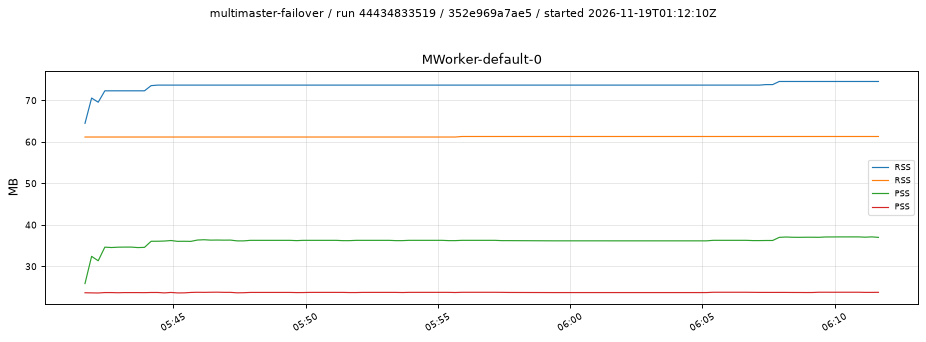 multimaster-failover / run 44434833519 / 352e969a7ae5 / started 2026-11-19T01:12:10Z
MWorker-default-0
MB
70
60
50
40
30
RSS
RSS
PSS
PSS
05:45
05:50
05:55
06:00
06:05
06:10